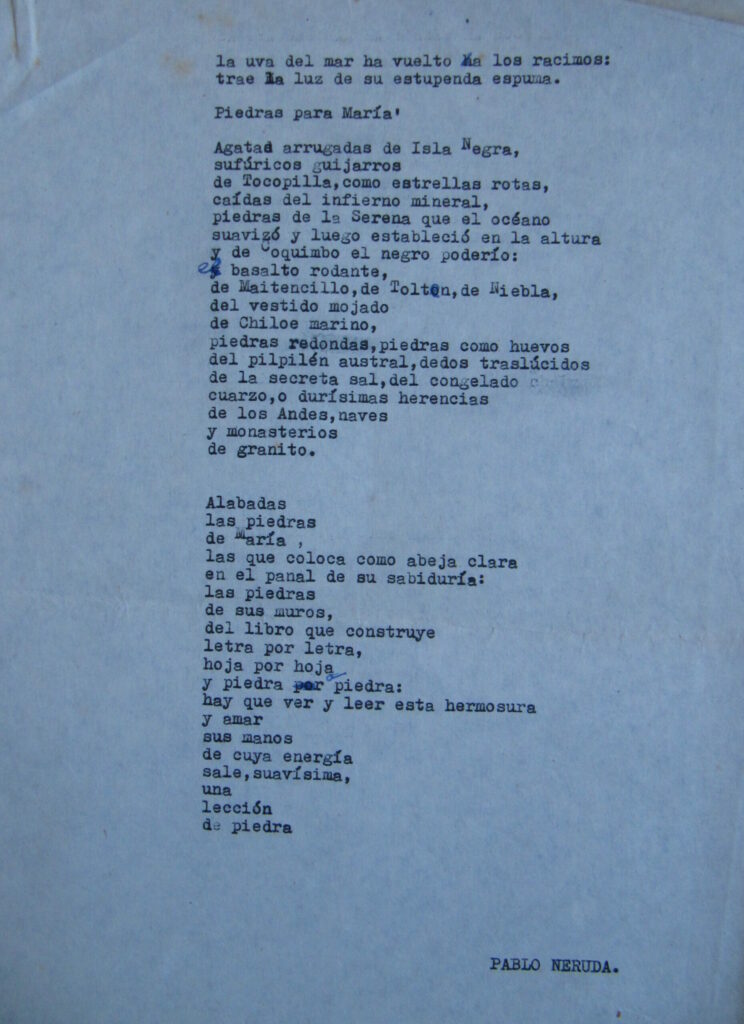 la uva del mar ha vuelto a los racimos:
trae la luz de su estupenda espuma.
Piedras para María'
Agatad arrugadas de Isla Negra,
sufúricos guijarros
de Tocopilla,como estrellas rotas,
caídas del infierno mineral,
piedras de la Serena que el océano
suavizó y luego estableció en la altura
y de Coquimbo el negro poderío:
el basalto rodante,
de Maitencillo,de Toltén,de Niebla,
del vestido mojado
de Chiloe marino,
piedras redondas,piedras como huevos
del pilpilén austral,dedos traslúcidos
de la secreta sal,del congelado
cuarzo,o durísimas herencias
de los Andes,naves
y monasterios
de granito.
Alabadas
las piedras
de María ,
las que coloca como abeja clara
en el panal de su sabiduría:
las piedras
de sus muros,
del libro que construye
letra por letra,
hoja por hoja
y piedra a piedra:
hay que ver y leer esta hermosura
y amar
sus manos
de cuya energía
sale,suavísima,
una
lección
de piedra
PABLO NERUDA.